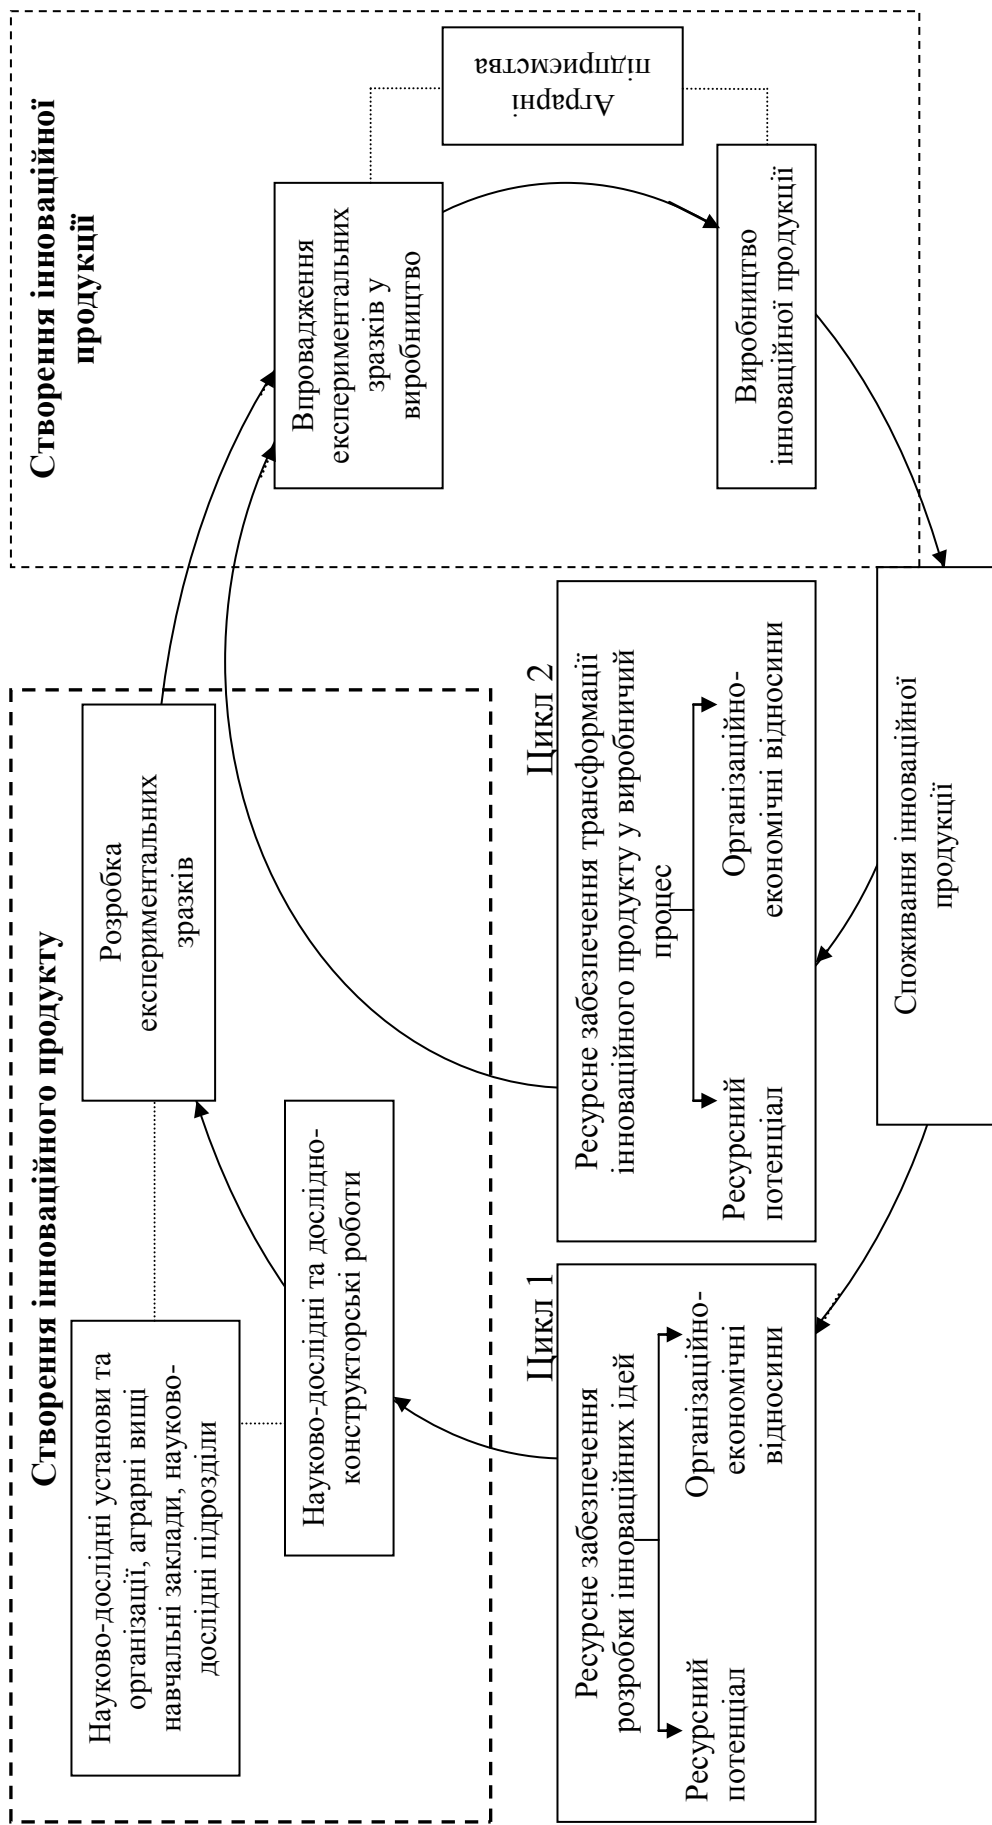 Створення інноваційного продукту
Науково-дослідні установи та
організації, аграрні вищі
навчальні заклади, науково-
дослідні підрозділи
Розробка
експериментальних
зразків
Науково-дослідні та дослідно-
конструкторські роботи
Створення інноваційної
продукції
Впровадження
експериментальних
зразків у
виробництво
Аграрні
підприємства
Виробництво
інноваційної продукції
Цикл 1
Ресурсне забезпечення
розробки інноваційних ідей
Ресурсний
потенціал
Організаційно-
економічні
відносини
Цикл 2
Ресурсне забезпечення трансформації
інноваційного продукту у виробничий
процес
Ресурсний
потенціал
Організаційно-
економічні відносини
Споживання інноваційної
продукції